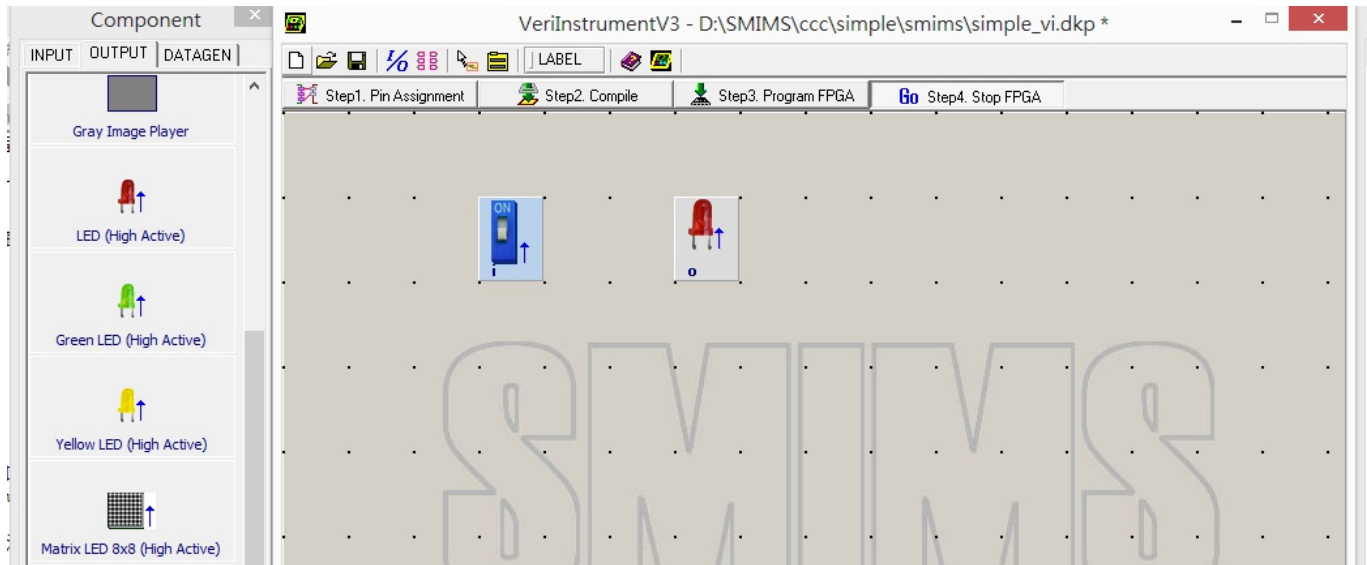 Component
INPUT OUTPUT DATAGEN
Gray Image Player
LED (High Active)
Green LED (High Active)
Yellow LED (High Active)
Matrix LED 8x8 (High Active)
VeriInstrumentV3 - D:\SMIMS\ccc\simple\smims\simple_vi.dkp *
I/O LABEL
Step1. Pin Assignment Step2. Compile Step3. Program FPGA Go Step4. Stop FPGA
ON
i o
SMIMS